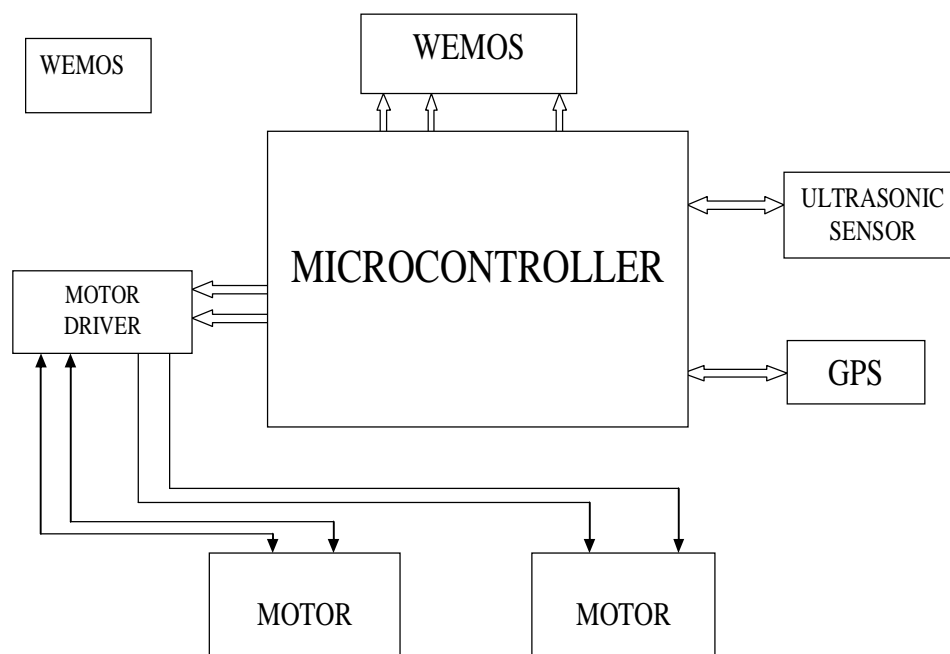 WEMOS
WEMOS
ULTRASONIC
SENSOR
MICROCONTROLLER
MOTOR
DRIVER
GPS
MOTOR
MOTOR